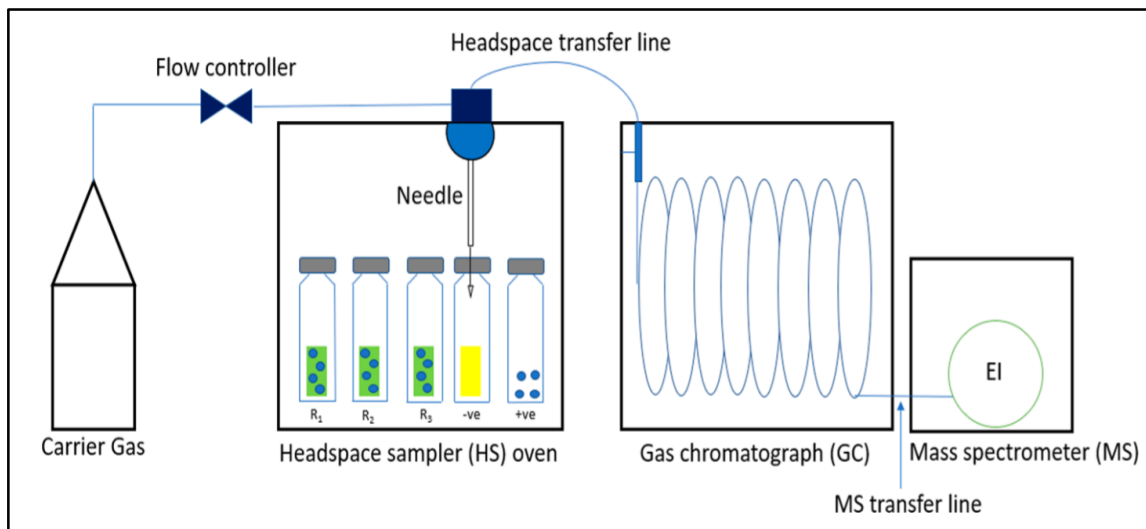 Headspace transfer line
Flow controller
Needle
R₁ R₂ R₃ -ve +ve
EI
Carrier Gas
Headspace sampler (HS) oven
Gas chromatograph (GC)
Mass spectrometer (MS)
MS transfer line